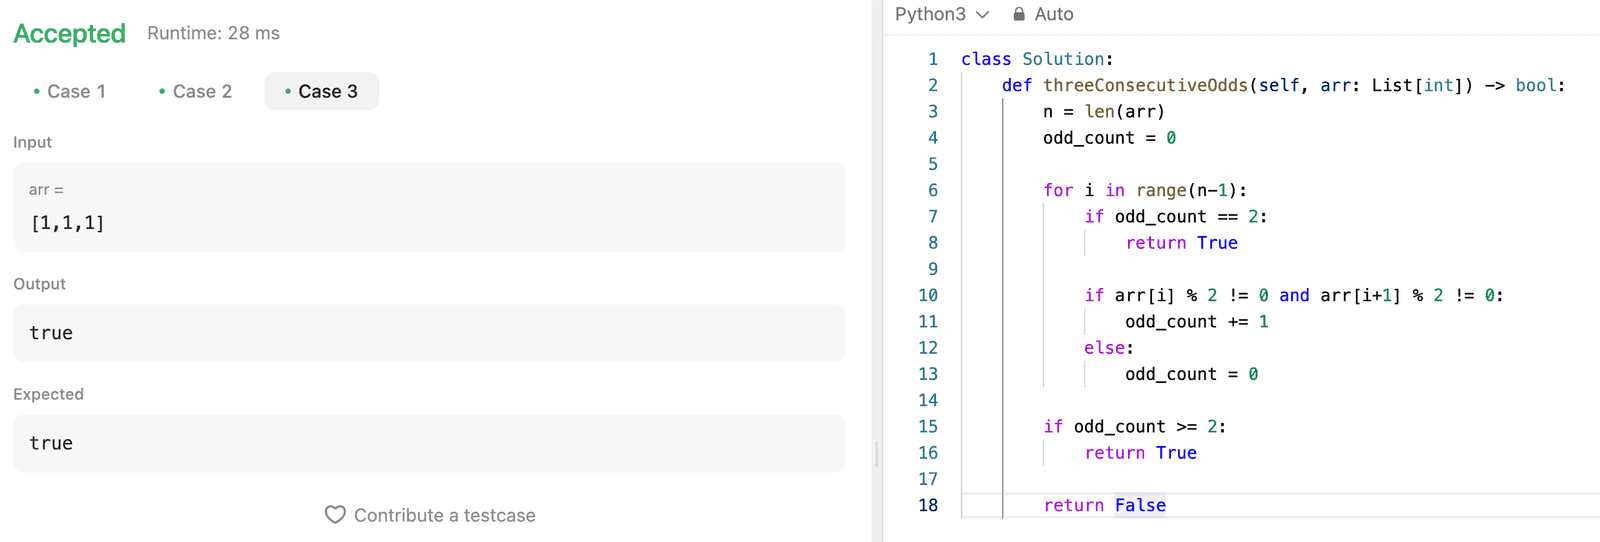 Accepted Runtime: 28 ms
• Case 1 • Case 2 • Case 3
Input
arr =
[1,1,1]
Output
true
Expected
true
Contribute a testcase
Python3 Auto
1 class Solution:
2     def threeConsecutiveOdds(self, arr: List[int]) -> bool:
3         n = len(arr)
4         odd_count = 0
5
6         for i in range(n-1):
7             if odd_count == 2:
8                 return True
9
10             if arr[i] % 2 != 0 and arr[i+1] % 2 != 0:
11                 odd_count += 1
12             else:
13                 odd_count = 0
14
15         if odd_count >= 2:
16             return True
17
18         return False